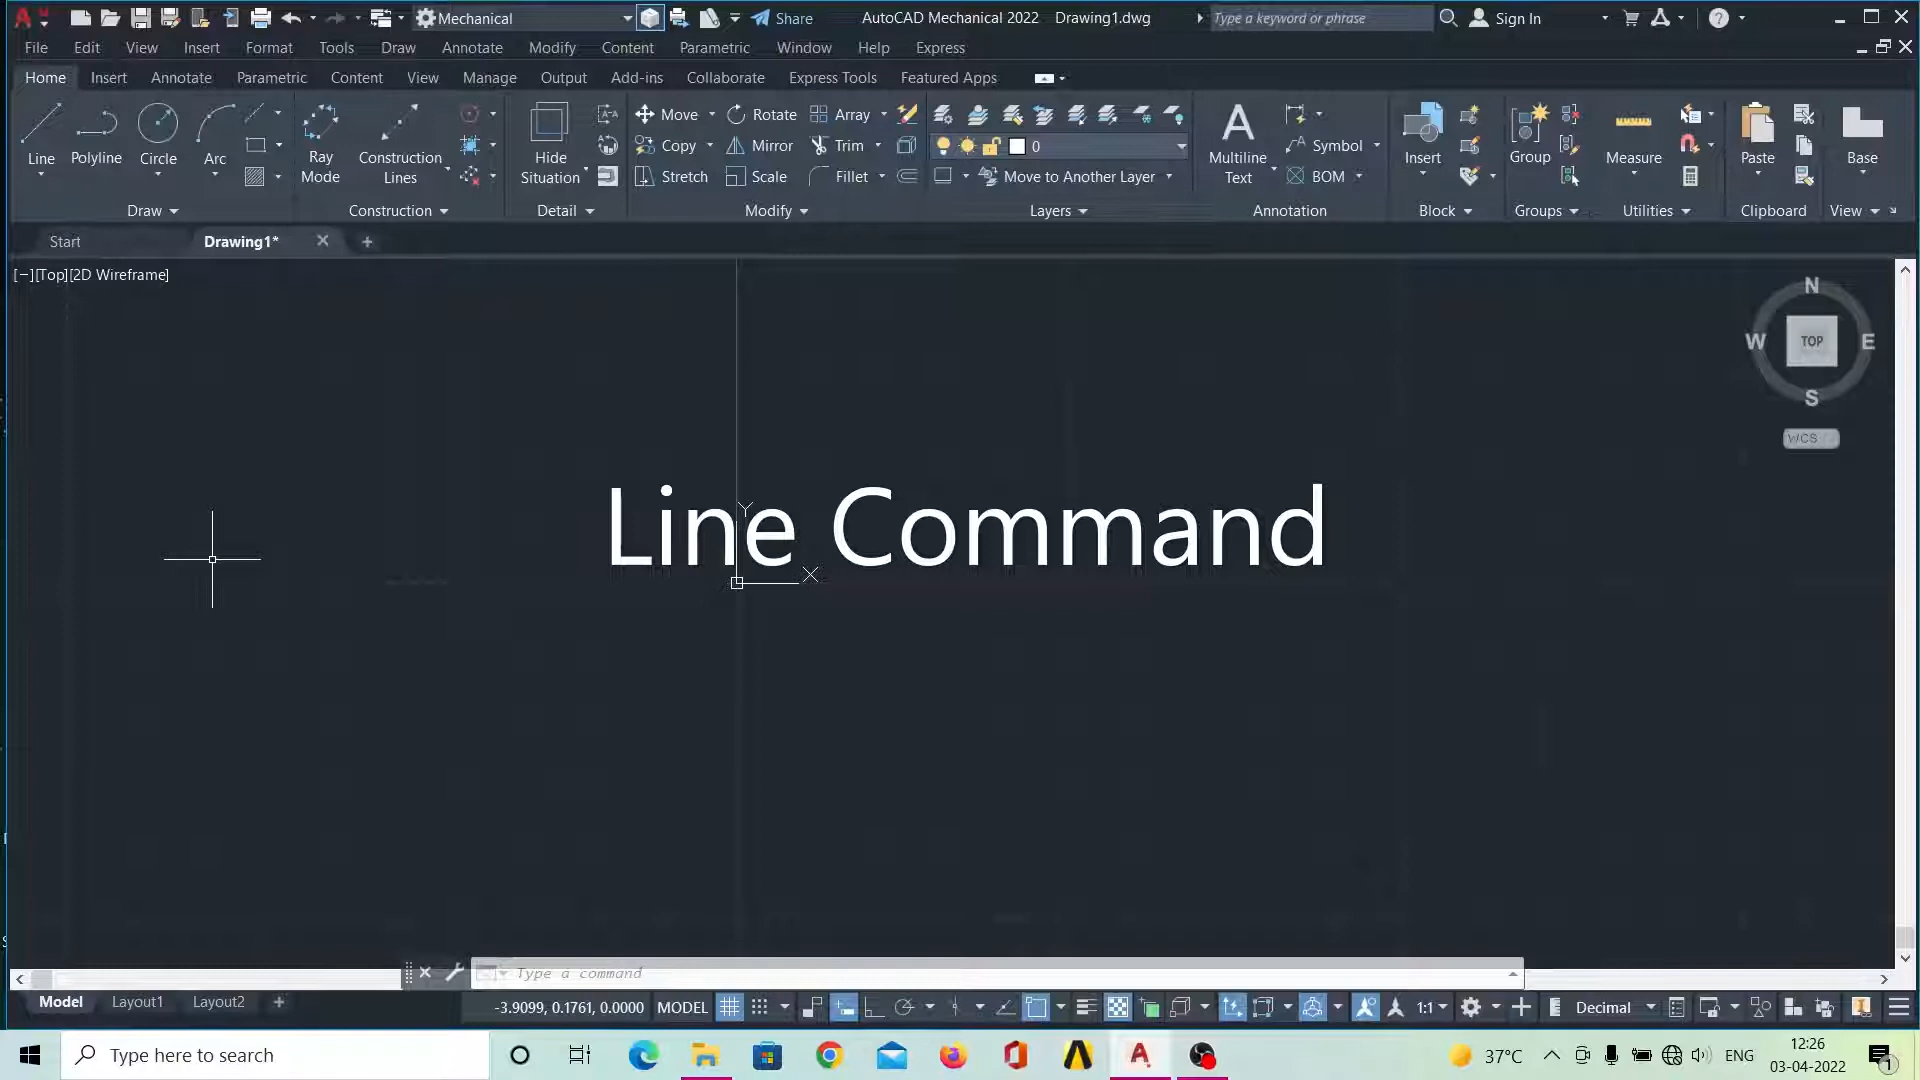 Mechanical
Share
AutoCAD Mechanical 2022 Drawing1.dwg
Type a keyword or phrase
Sign In
File Edit View Insert Format Tools Draw Annotate Modify Content Parametric Window Help Express
Home Insert Annotate Parametric Content View Manage Output Add-ins Collaborate Express Tools Featured Apps
Line Polyline Circle Arc
Ray Mode
Construction Lines
Hide Situation
Move Rotate Array
Copy Mirror Trim
Stretch Scale Fillet
0
Move to Another Layer
Multiline Text
Symbol
BOM
Insert
Group
Measure
Paste
Base
Draw Construction Detail Modify Layers Annotation Block Groups Utilities Clipboard View
Start Drawing1*
[−][Top][2D Wireframe]
N
W TOP E
S
WCS
Line Command
Y
X
Type a command
Model Layout1 Layout2
-3.9099, 0.1761, 0.0000 MODEL
1:1
Decimal
Type here to search
37°C
ENG
12:26
03-04-2022
1